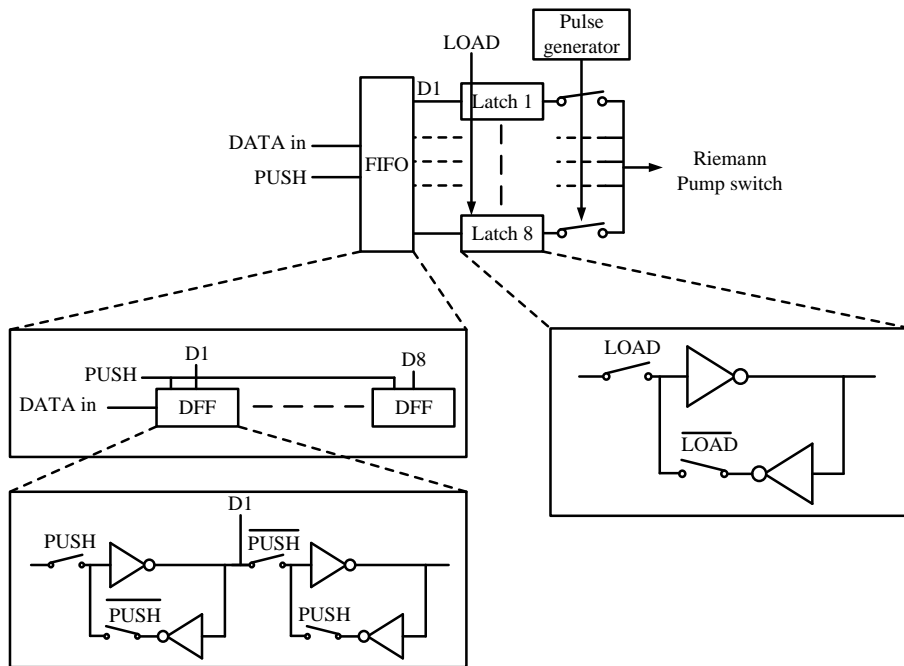 Pulse
generator
LOAD
D1
Latch 1
DATA in
PUSH
FIFO
Riemann
Pump switch
Latch 8
D1
D8
PUSH
DATA in
DFF
DFF
LOAD
LOAD
D1
PUSH
PUSH
PUSH
PUSH